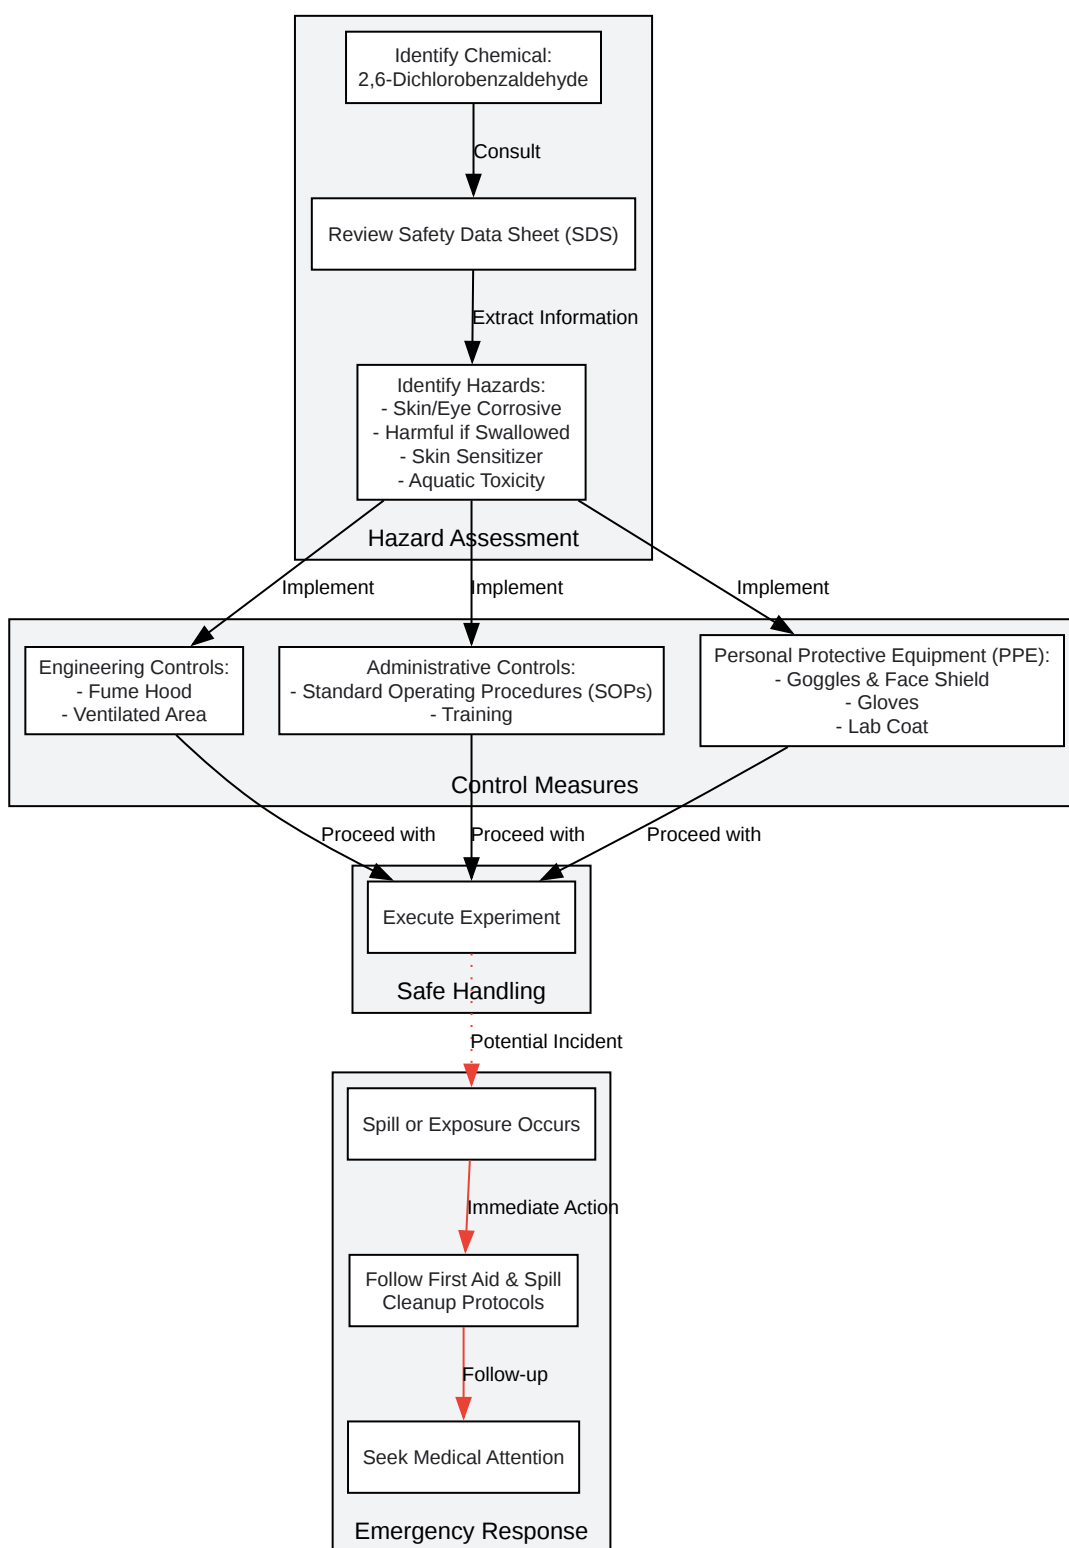 Identify Chemical:
2,6-Dichlorobenzaldehyde
Consult
Review Safety Data Sheet (SDS)
Extract Information
Identify Hazards:
- Skin/Eye Corrosive
- Harmful if Swallowed
- Skin Sensitizer
- Aquatic Toxicity
Hazard Assessment
Implement
Implement
Implement
Engineering Controls:
- Fume Hood
- Ventilated Area
Administrative Controls:
- Standard Operating Procedures (SOPs)
- Training
Personal Protective Equipment (PPE):
- Goggles & Face Shield
- Gloves
- Lab Coat
Control Measures
Proceed with
Proceed with
Proceed with
Execute Experiment
Safe Handling
Potential Incident
Spill or Exposure Occurs
Immediate Action
Follow First Aid & Spill
Cleanup Protocols
Follow-up
Seek Medical Attention
Emergency Response